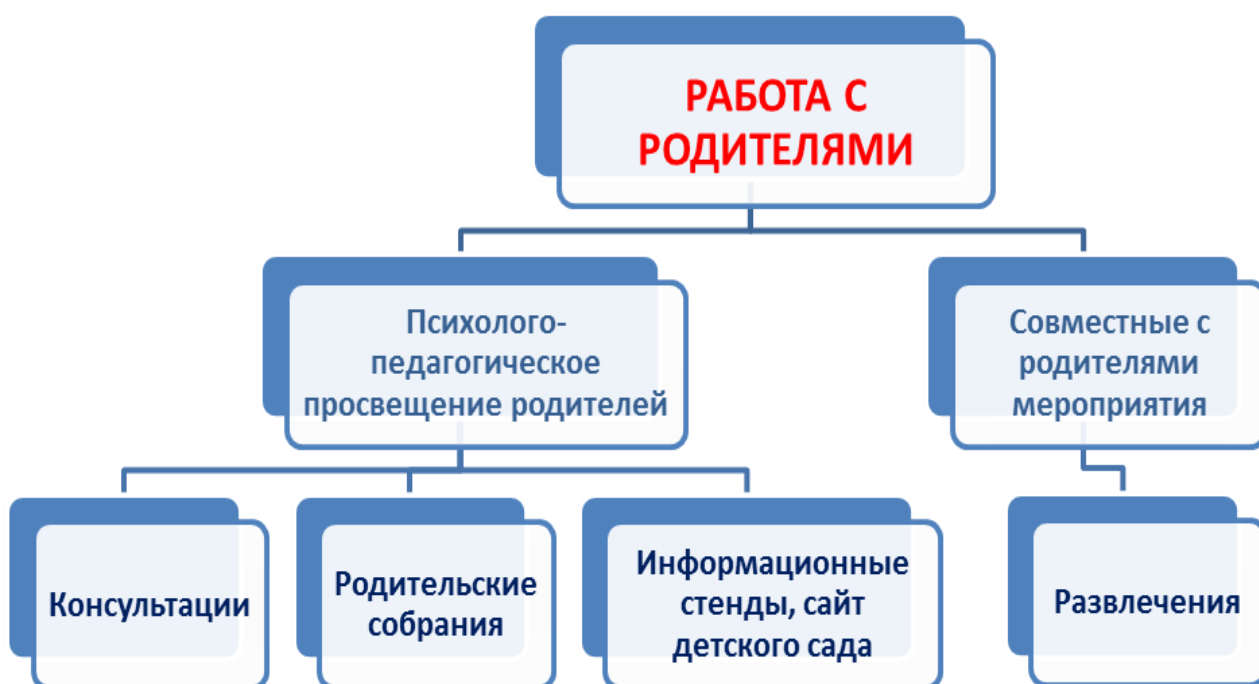 РАБОТА С
РОДИТЕЛЯМИ
Психолого-
педагогическое
просвещение родителей
Совместные с
родителями
мероприятия
Консультации
Родительские
собрания
Информационные
стенды, сайт
детского сада
Развлечения